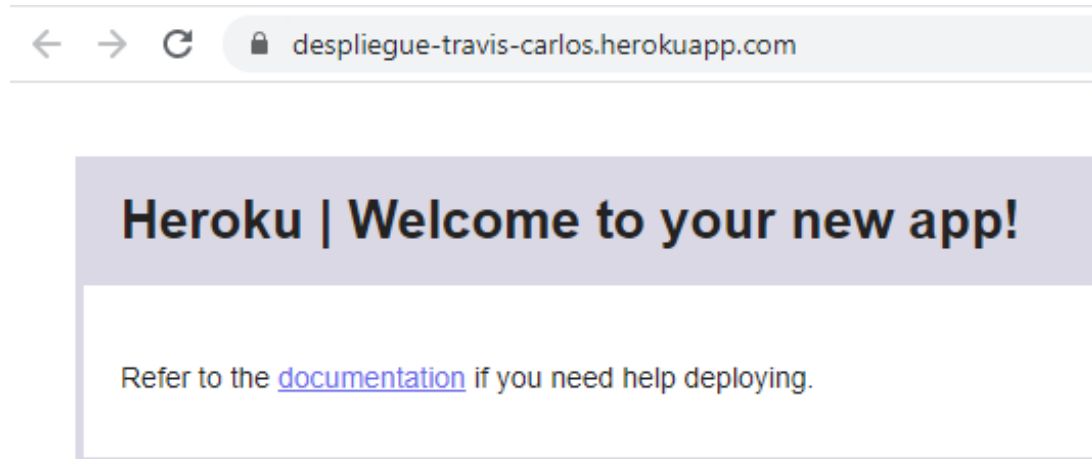 despliegue-travis-carlos.herokuapp.com
Heroku | Welcome to your new app!
Refer to the documentation if you need help deploying.